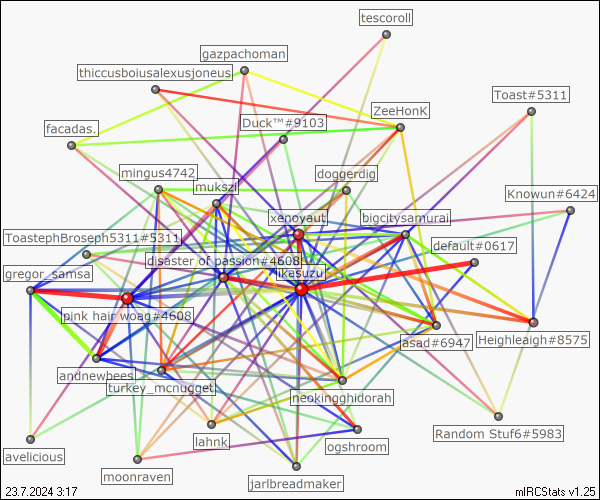 tescoroll
gazpachoman
thiccusboiusalexusjoneus
Toast#5311
ZeeHonK
Duck™#9103
facadas.
mingus4742
doggerdig
mukszil
Knowun#6424
xenoyaut
bigcitysamurai
ToastephBroseph5311#5311
default#0617
disaster of passion#4608
gregor_samsa
ikasuzu
pink hair woag#4608
asad#6947
Heighleigh#8575
andnewbees
turkey_mcnugget
neokingghidorah
Random Stuf6#5983
lahnk
ogshroom
avelicious
moonraven
jarlbreadmaker
23.7.2024 3:17
mIRCStats v1.25